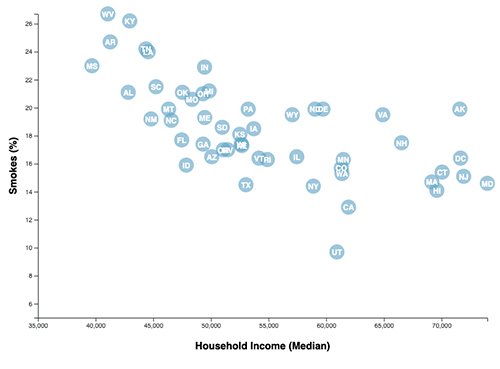 26
24
22
20
18
16
14
12
10
8
6
Smokes (%)
35,000
40,000
45,000
50,000
55,000
60,000
65,000
70,000
Household Income (Median)
WV
KY
AR
TN
LA
MS
IN
AL
SC
OK
OH
MI
MO
MT
NM
NC
ME
PA
WY
ND
DE
VA
AK
SD
KS
IA
FL
GA
NE
AZ
ID
VT
RI
IL
MN
CO
WA
NH
DC
CT
NJ
MA
HI
MD
TX
NY
CA
UT